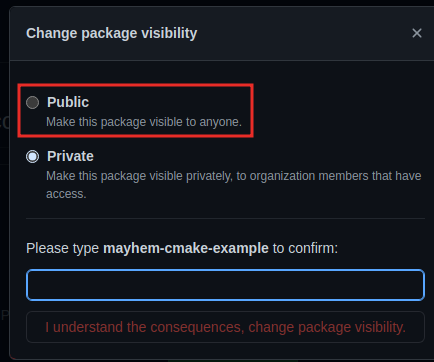 Change package visibility
Public
Make this package visible to anyone.
Private
Make this package visible privately, to organization members that have
access.
Please type mayhem-cmake-example to confirm:
I understand the consequences, change package visibility.